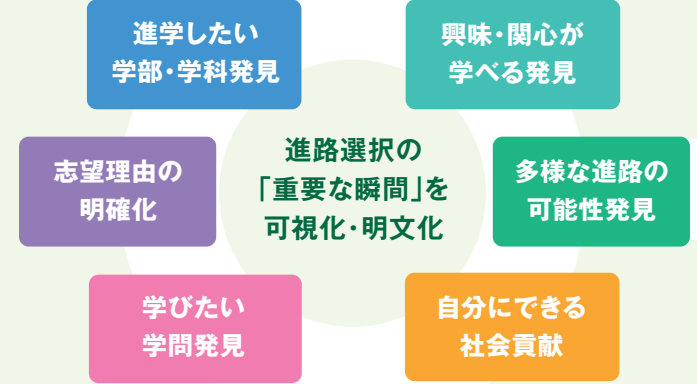 進学したい
学部・学科発見
興味・関心が
学べる発見
志望理由の
明確化
進路選択の
「重要な瞬間」を
可視化・明文化
多様な進路の
可能性発見
学びたい
学問発見
自分にできる
社会貢献